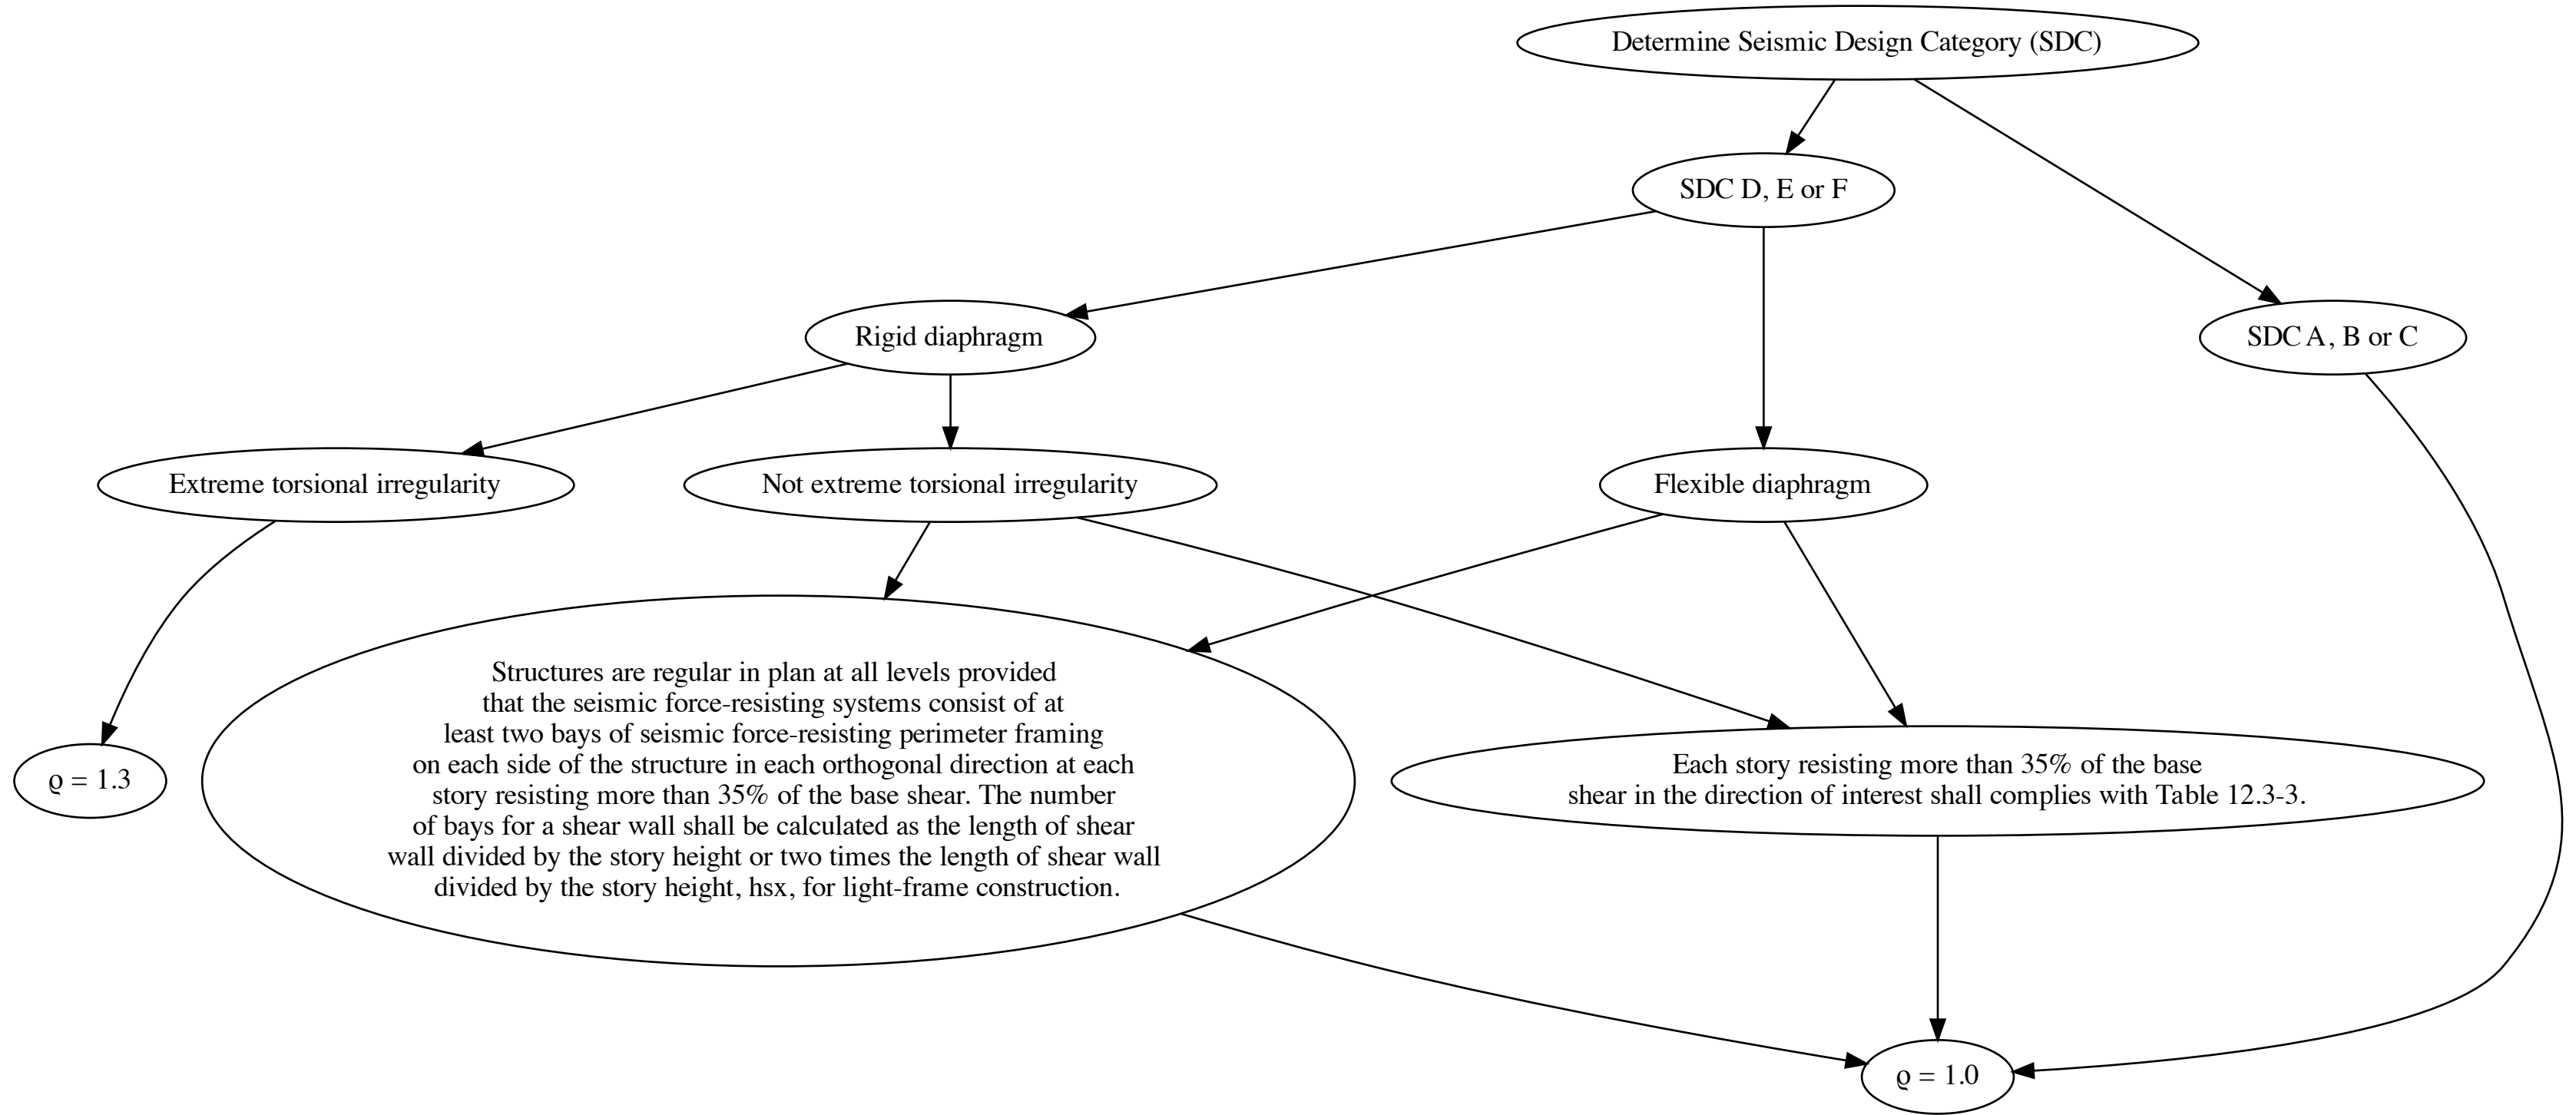 Determine Seismic Design Category (SDC)
SDC D, E or F
Rigid diaphragm
SDC A, B or C
Extreme torsional irregularity
Not extreme torsional irregularity
Flexible diaphragm
Structures are regular in plan at all levels provided
that the seismic force-resisting systems consist of at
least two bays of seismic force-resisting perimeter framing
on each side of the structure in each orthogonal direction at each
story resisting more than 35% of the base shear. The number
of bays for a shear wall shall be calculated as the length of shear
wall divided by the story height or two times the length of shear wall
divided by the story height, hsx, for light-frame construction.
Each story resisting more than 35% of the base
shear in the direction of interest shall complies with Table 12.3-3.
ϱ = 1.3
ϱ = 1.0